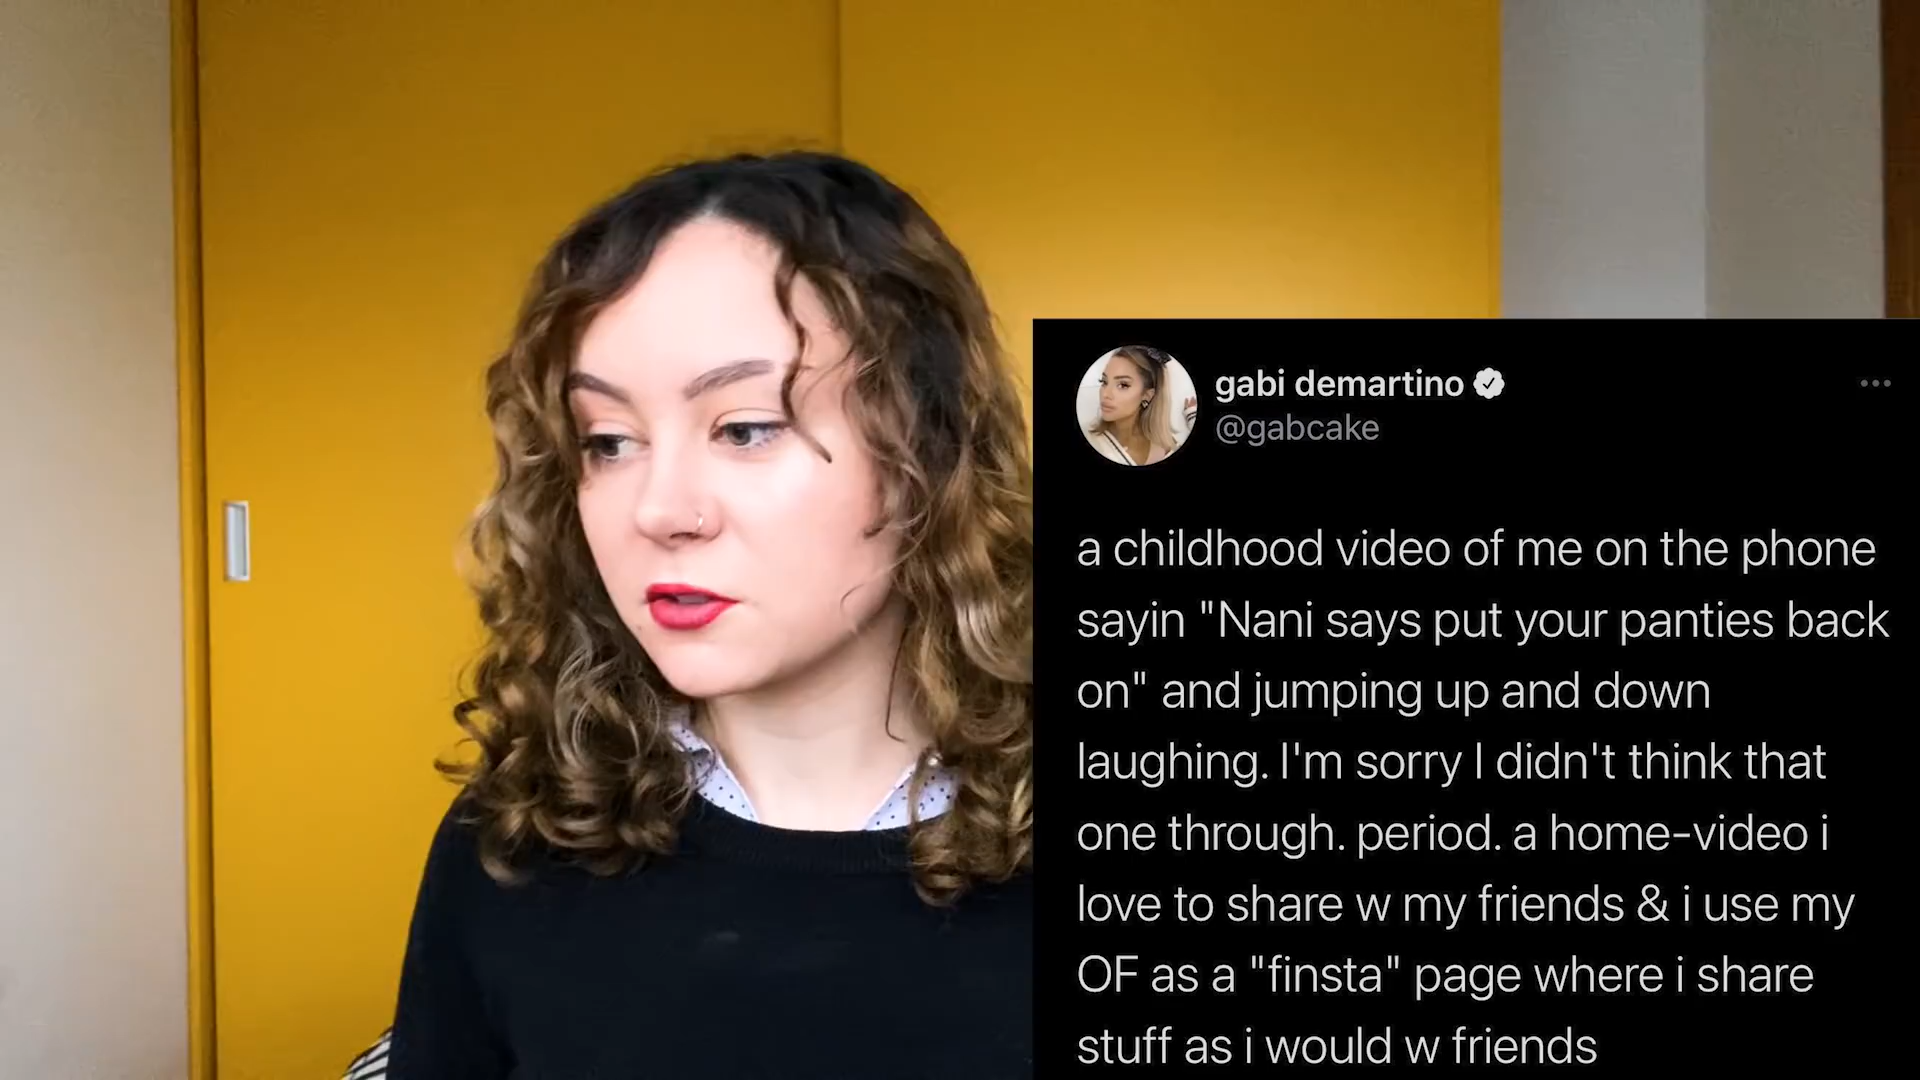 gabi demartino
@gabcake
a childhood video of me on the phone
sayin "Nani says put your panties back
on" and jumping up and down
laughing. I'm sorry I didn't think that
one through. period. a home-video i
love to share w my friends & i use my
OF as a "finsta" page where i share
stuff as i would w friends